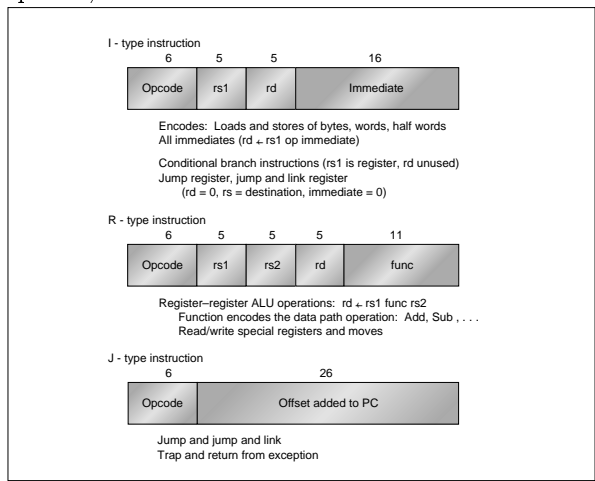 I - type instruction
6 5 5 16
Opcode rs1 rd Immediate
Encodes: Loads and stores of bytes, words, half words
All immediates (rd ← rs1 op immediate)
Conditional branch instructions (rs1 is register, rd unused)
Jump register, jump and link register
(rd = 0, rs = destination, immediate = 0)
R - type instruction
6 5 5 5 11
Opcode rs1 rs2 rd func
Register–register ALU operations: rd ← rs1 func rs2
Function encodes the data path operation: Add, Sub , . . .
Read/write special registers and moves
J - type instruction
6 26
Opcode Offset added to PC
Jump and jump and link
Trap and return from exception